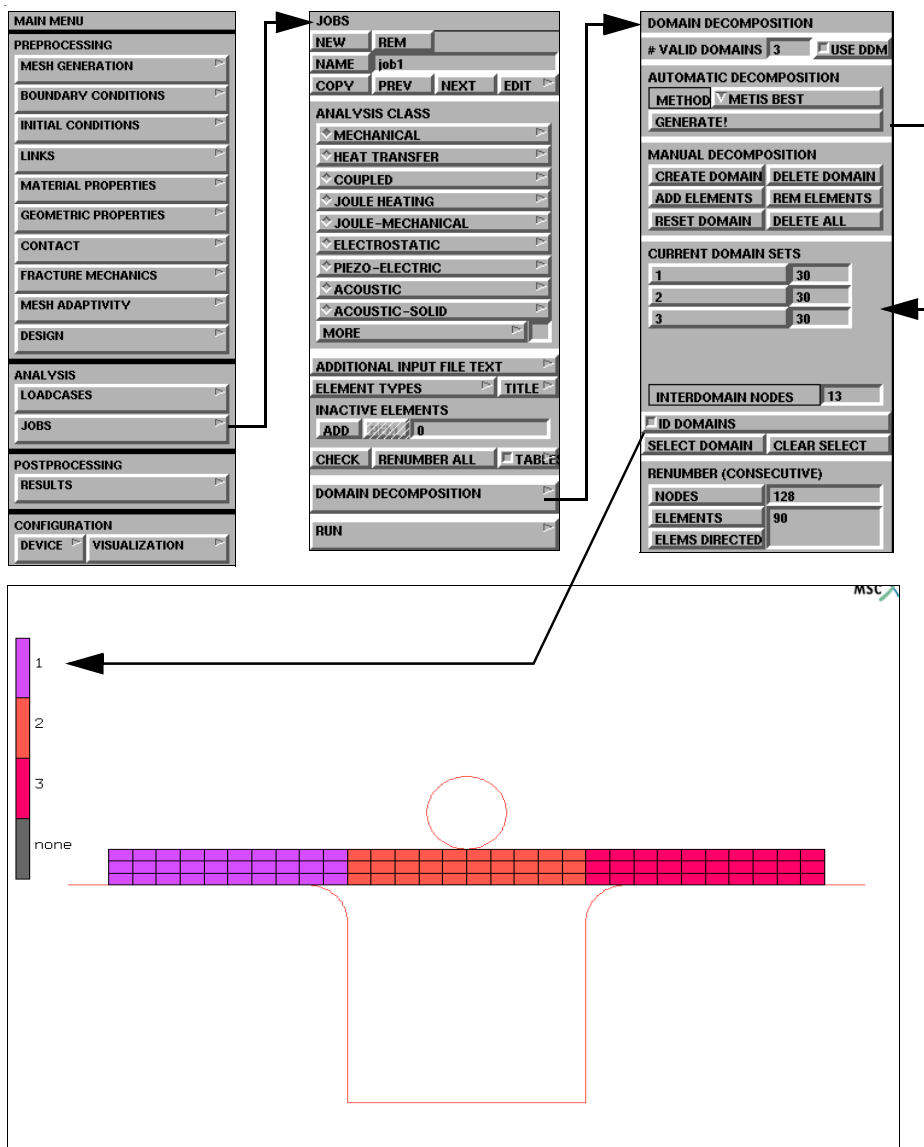 MAIN MENU
PREPROCESSING
MESH GENERATION
BOUNDARY CONDITIONS
INITIAL CONDITIONS
LINKS
MATERIAL PROPERTIES
GEOMETRIC PROPERTIES
CONTACT
FRACTURE MECHANICS
MESH ADAPTIVITY
DESIGN
ANALYSIS
LOADCASES
JOBS
POSTPROCESSING
RESULTS
CONFIGURATION
DEVICE VISUALIZATION
JOBS
NEW REM
NAME job1
COPY PREV NEXT EDIT
ANALYSIS CLASS
MECHANICAL
HEAT TRANSFER
COUPLED
JOULE HEATING
JOULE-MECHANICAL
ELECTROSTATIC
PIEZO-ELECTRIC
ACOUSTIC
ACOUSTIC-SOLID
MORE
ADDITIONAL INPUT FILE TEXT
ELEMENT TYPES TITLE
INACTIVE ELEMENTS
ADD 0
CHECK RENUMBER ALL TABLES
DOMAIN DECOMPOSITION
RUN
DOMAIN DECOMPOSITION
# VALID DOMAINS 3 USE DDM
AUTOMATIC DECOMPOSITION
METHOD METIS BEST
GENERATE!
MANUAL DECOMPOSITION
CREATE DOMAIN DELETE DOMAIN
ADD ELEMENTS REM ELEMENTS
RESET DOMAIN DELETE ALL
CURRENT DOMAIN SETS
1 30
2 30
3 30
INTERDOMAIN NODES 13
ID DOMAINS
SELECT DOMAIN CLEAR SELECT
RENUMBER (CONSECUTIVE)
NODES 128
ELEMENTS 90
ELEMS DIRECTED
MSC
1
2
3
none